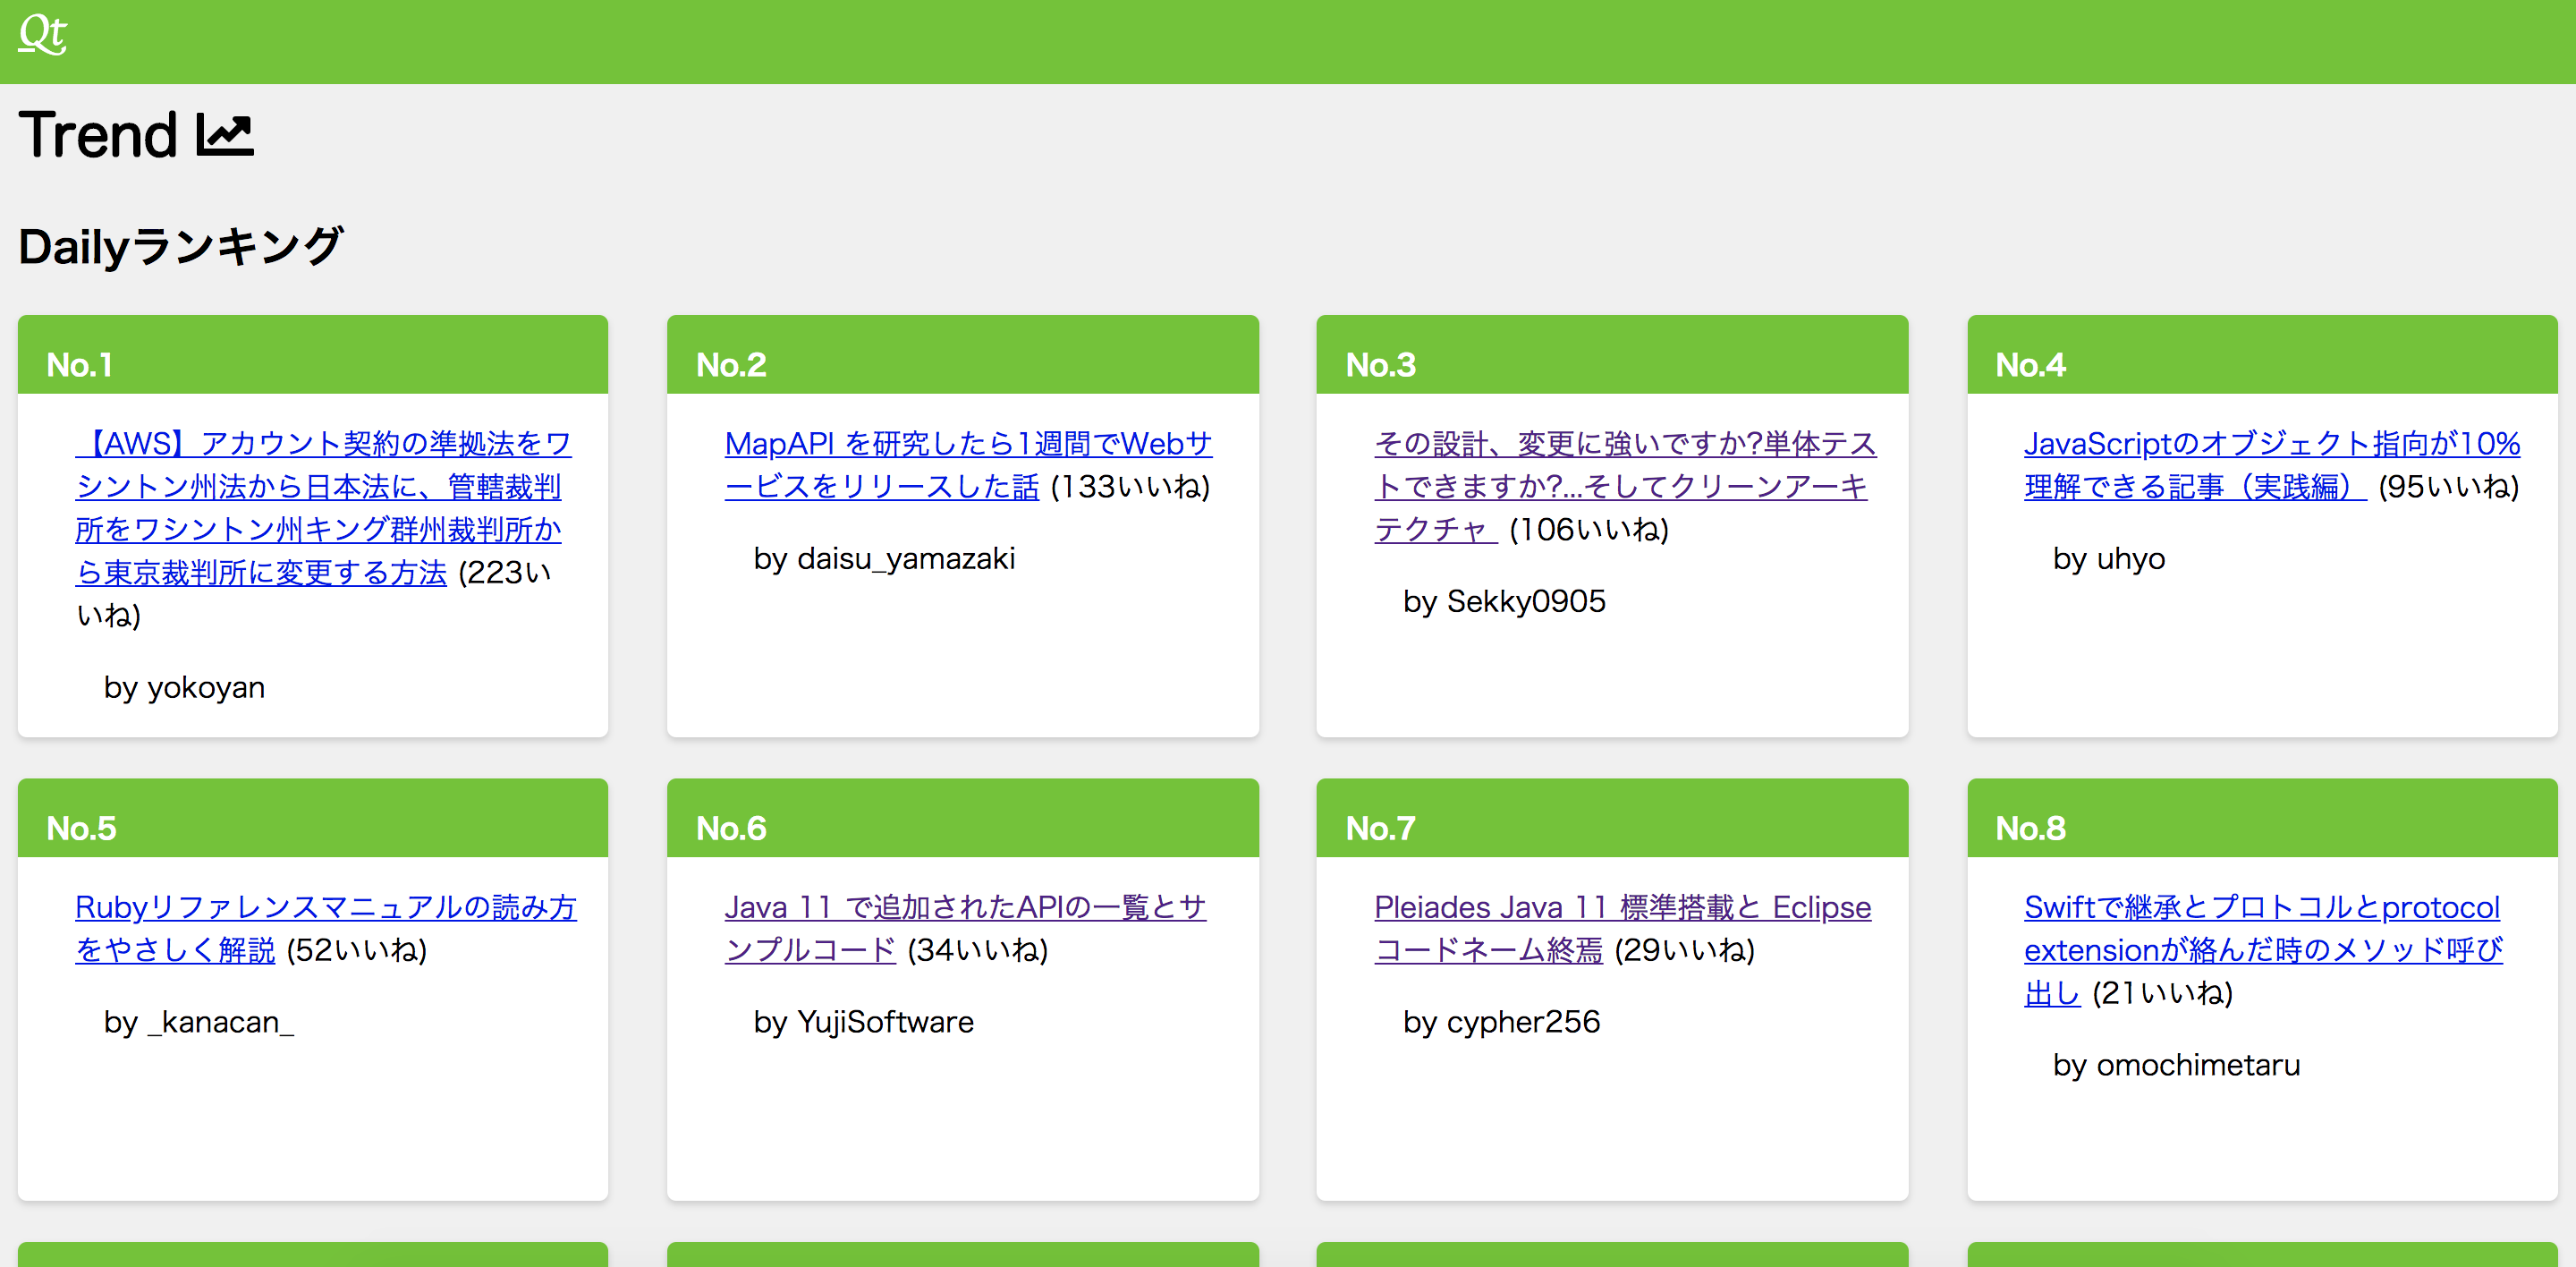 Qt
Trend
Dailyランキング
No.1
【AWS】アカウント契約の準拠法をワ
シントン州法から日本法に、管轄裁判
所をワシントン州キング群州裁判所か
ら東京裁判所に変更する方法 (223い
いね)
by yokoyan
No.2
MapAPI を研究したら1週間でWebサ
ービスをリリースした話 (133いいね)
by daisu_yamazaki
No.3
その設計、変更に強いですか?単体テス
トできますか?...そしてクリーンアーキ
テクチャ (106いいね)
by Sekky0905
No.4
JavaScriptのオブジェクト指向が10%
理解できる記事（実践編） (95いいね)
by uhyo
No.5
Rubyリファレンスマニュアルの読み方
をやさしく解説 (52いいね)
by _kanacan_
No.6
Java 11 で追加されたAPIの一覧とサ
ンプルコード (34いいね)
by YujiSoftware
No.7
Pleiades Java 11 標準搭載と Eclipse
コードネーム終焉 (29いいね)
by cypher256
No.8
Swiftで継承とプロトコルとprotocol
extensionが絡んだ時のメソッド呼び
出し (21いいね)
by omochimetaru